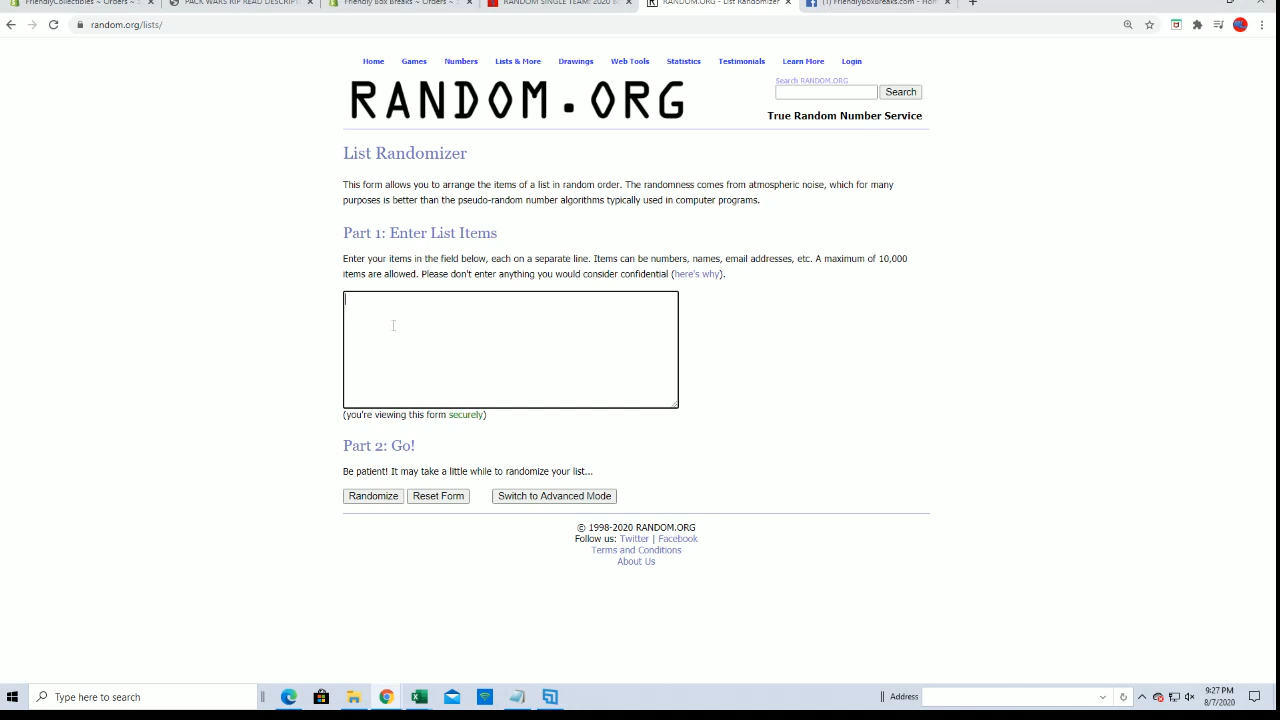 FriendlyCollectibles ~ Orders ~
PACK WARS RIP READ DESCRIPT
Friendly Box Breaks ~ Orders ~
RANDOM SINGLE TEAM: 2020
RANDOM.ORG - List Randomizer
(1) FriendlyBoxBreaks.com - Hom
random.org/lists/
Home Games Numbers Lists & More Drawings Web Tools Statistics Testimonials Learn More Login
RANDOM.ORG
Search RANDOM.ORG
Search
True Random Number Service
List Randomizer
This form allows you to arrange the items of a list in random order. The randomness comes from atmospheric noise, which for many
purposes is better than the pseudo-random number algorithms typically used in computer programs.
Part 1: Enter List Items
Enter your items in the field below, each on a separate line. Items can be numbers, names, email addresses, etc. A maximum of 10,000
items are allowed. Please don't enter anything you would consider confidential (here's why).
(you're viewing this form securely)
Part 2: Go!
Be patient! It may take a little while to randomize your list...
Randomize Reset Form Switch to Advanced Mode
© 1998-2020 RANDOM.ORG
Follow us: Twitter | Facebook
Terms and Conditions
About Us
Type here to search
Address
9:27 PM
8/7/2020